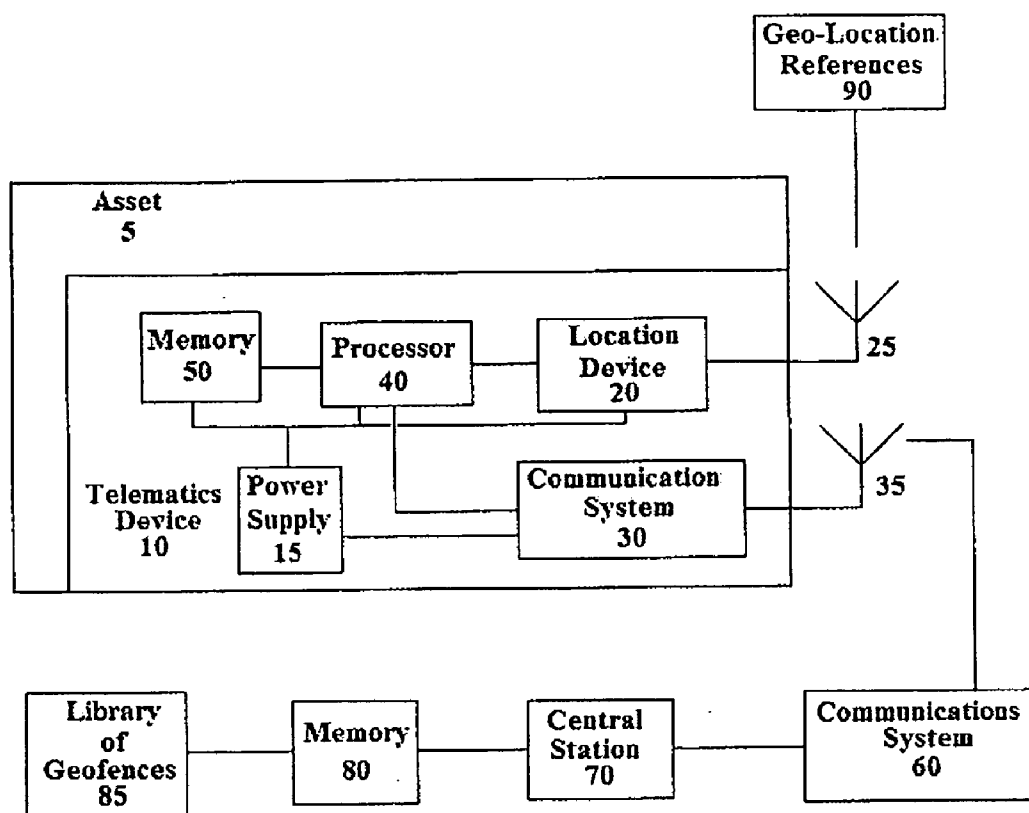 Geo-Location
References
90
Asset
5
Memory
50
Processor
40
Location
Device
20
25
Telematics
Device
10
Power
Supply
15
Communication
System
30
35
Library
of
Geofences
85
Memory
80
Central
Station
70
Communications
System
60